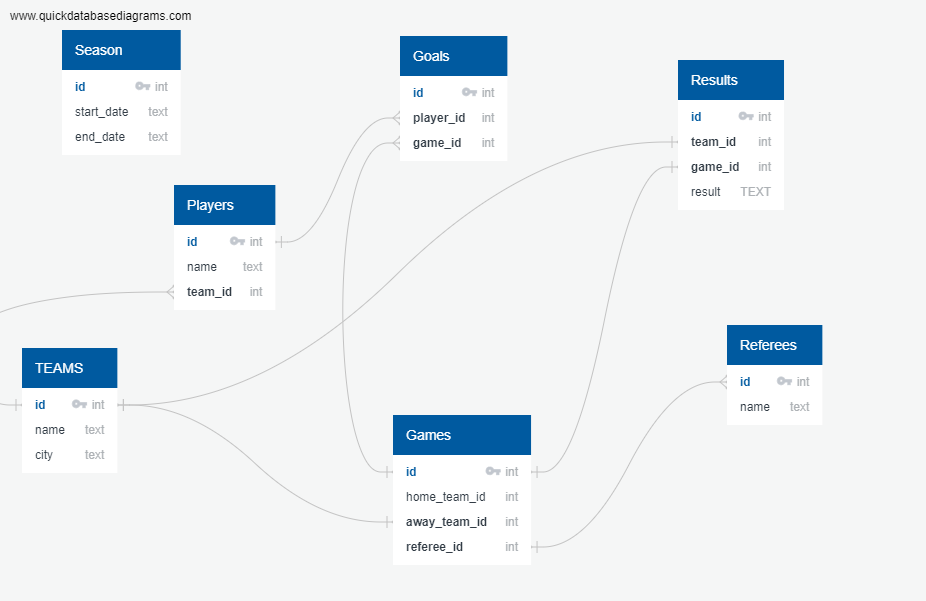 www.quickdatabasediagrams.com
Season
id int
start_date text
end_date text
Goals
id int
player_id int
game_id int
Results
id int
team_id int
game_id int
result TEXT
Players
id int
name text
team_id int
TEAMS
id int
name text
city text
Referees
id int
name text
Games
id int
home_team_id int
away_team_id int
referee_id int